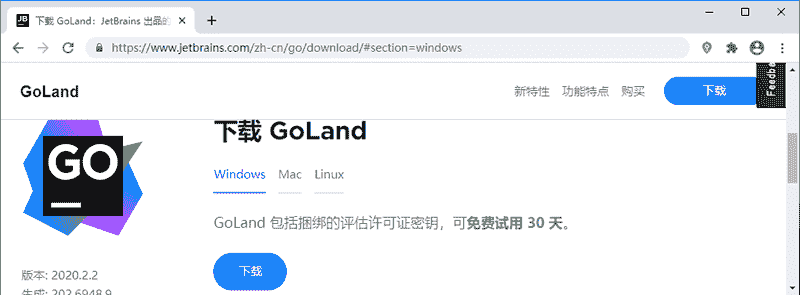 下载 GoLand: JetBrains 出品的
https://www.jetbrains.com/zh-cn/go/download/#section=windows
GoLand
新特性 功能特点 购买 下载
GO
下载 GoLand
Windows Mac Linux
GoLand 包括捆绑的评估许可证密钥，可免费试用 30 天。
下载
版本: 2020.2.2
生成: 202.6948.9